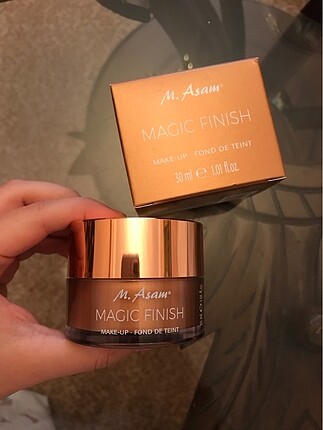 M. Asam®
MAGIC FINISH
MAKE-UP · FOND DE TEINT
30 ml ℮ 1.01 fl.oz.
M. Asam®
MAGIC FINISH
MAKE-UP · FOND DE TEINT